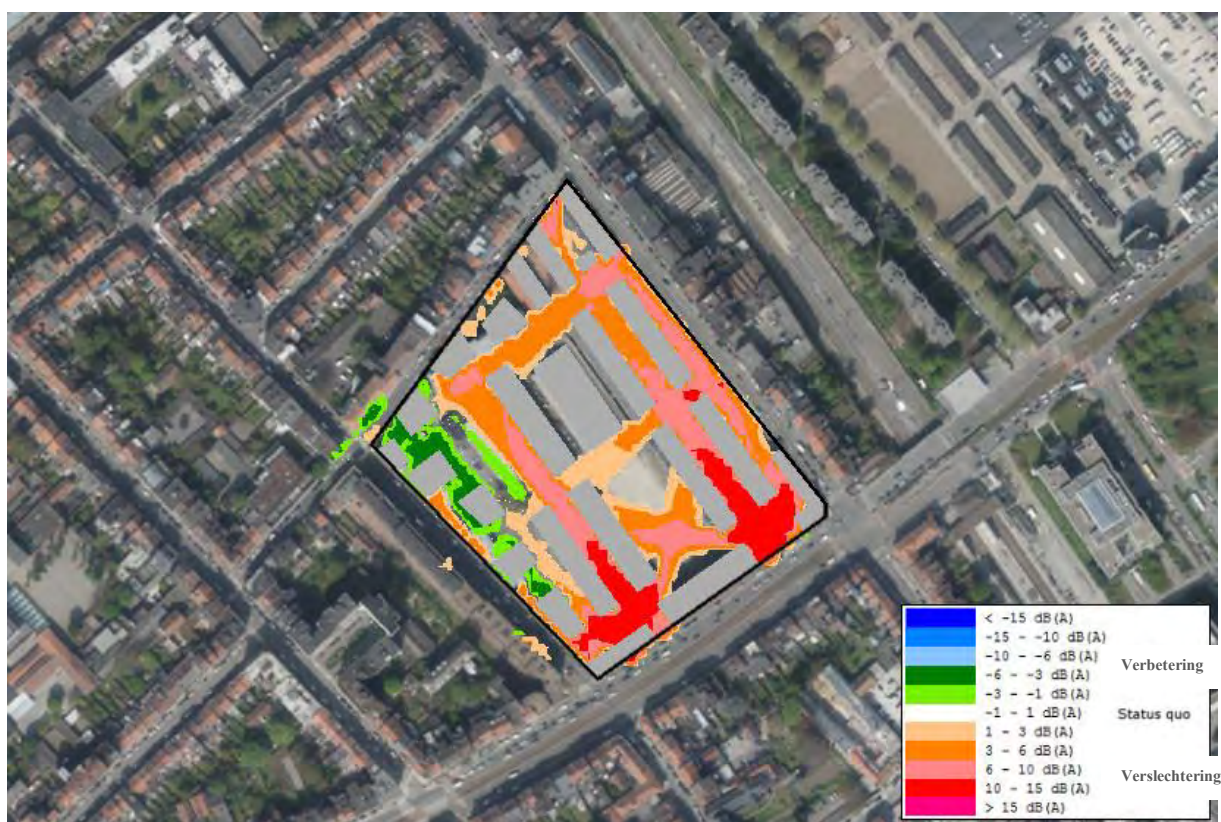 < -15 dB(A)
-15 - -10 dB(A)
-10 - -6 dB(A)
-6 - -3 dB(A)
Verbetering
-3 - -1 dB(A)
-1 - 1 dB(A)
Status quo
1 - 3 dB(A)
3 - 6 dB(A)
6 - 10 dB(A)
Verslechtering
10 - 15 dB(A)
> 15 dB(A)